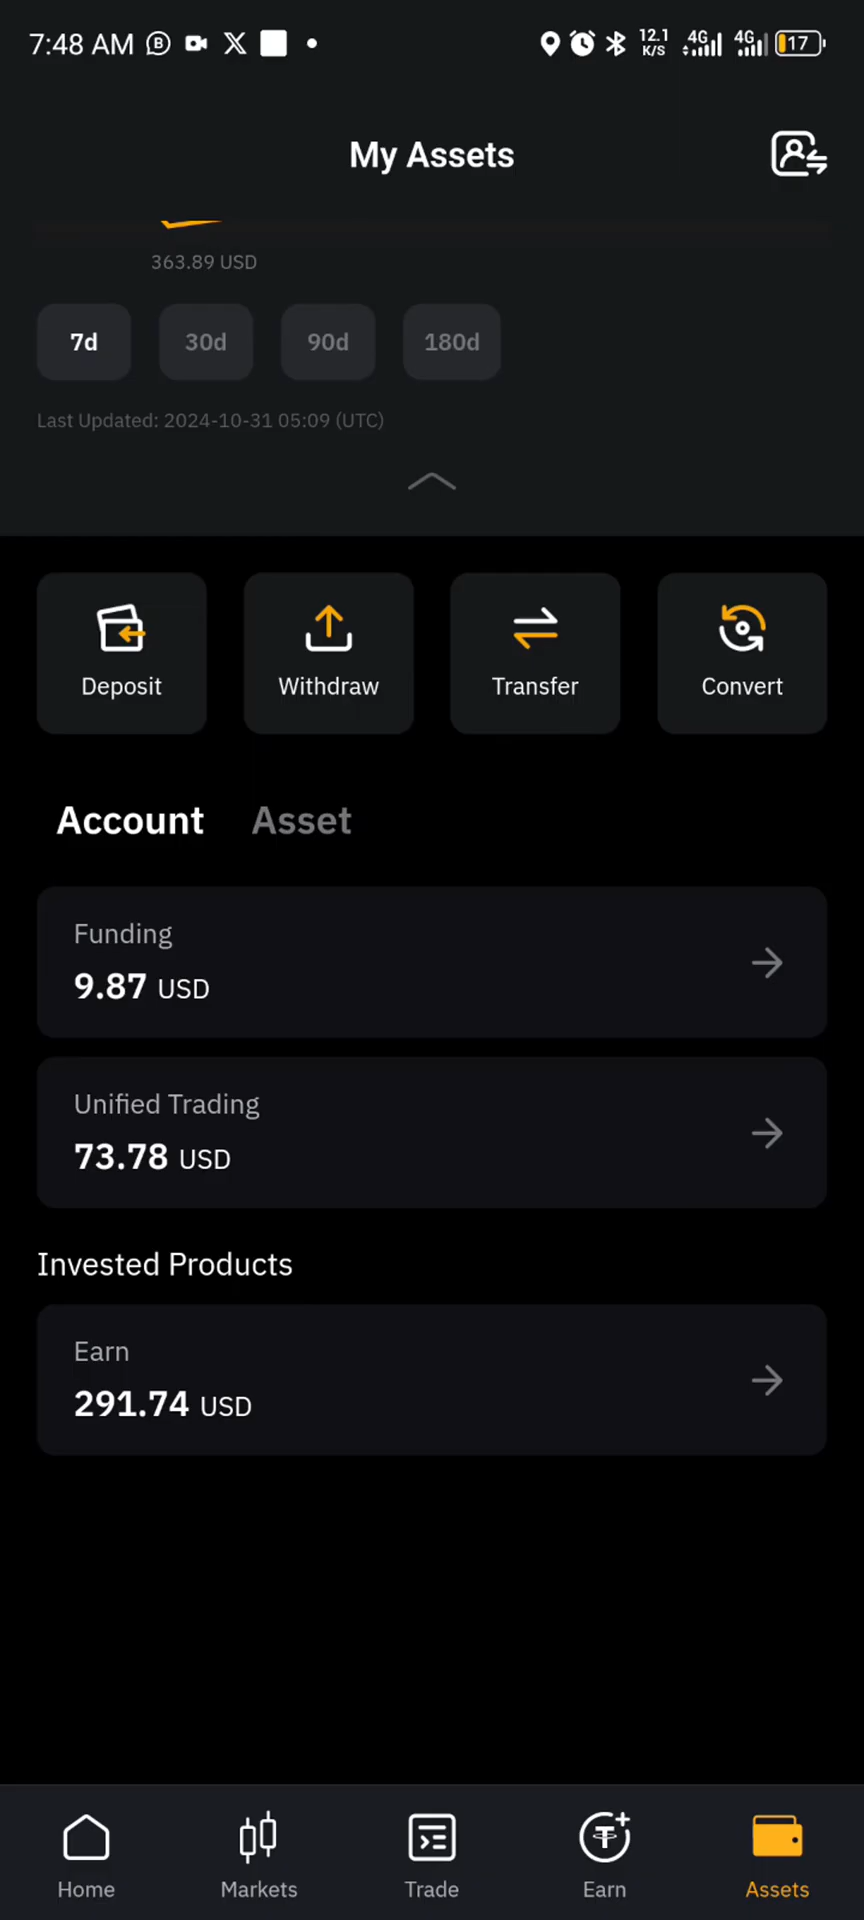 7:48 AM
12.1
K/S
4G
4G
17
My Assets
363.89 USD
7d 30d 90d 180d
Last Updated: 2024-10-31 05:09 (UTC)
Deposit Withdraw Transfer Convert
Account Asset
Funding
9.87 USD
Unified Trading
73.78 USD
Invested Products
Earn
291.74 USD
Home Markets Trade Earn Assets